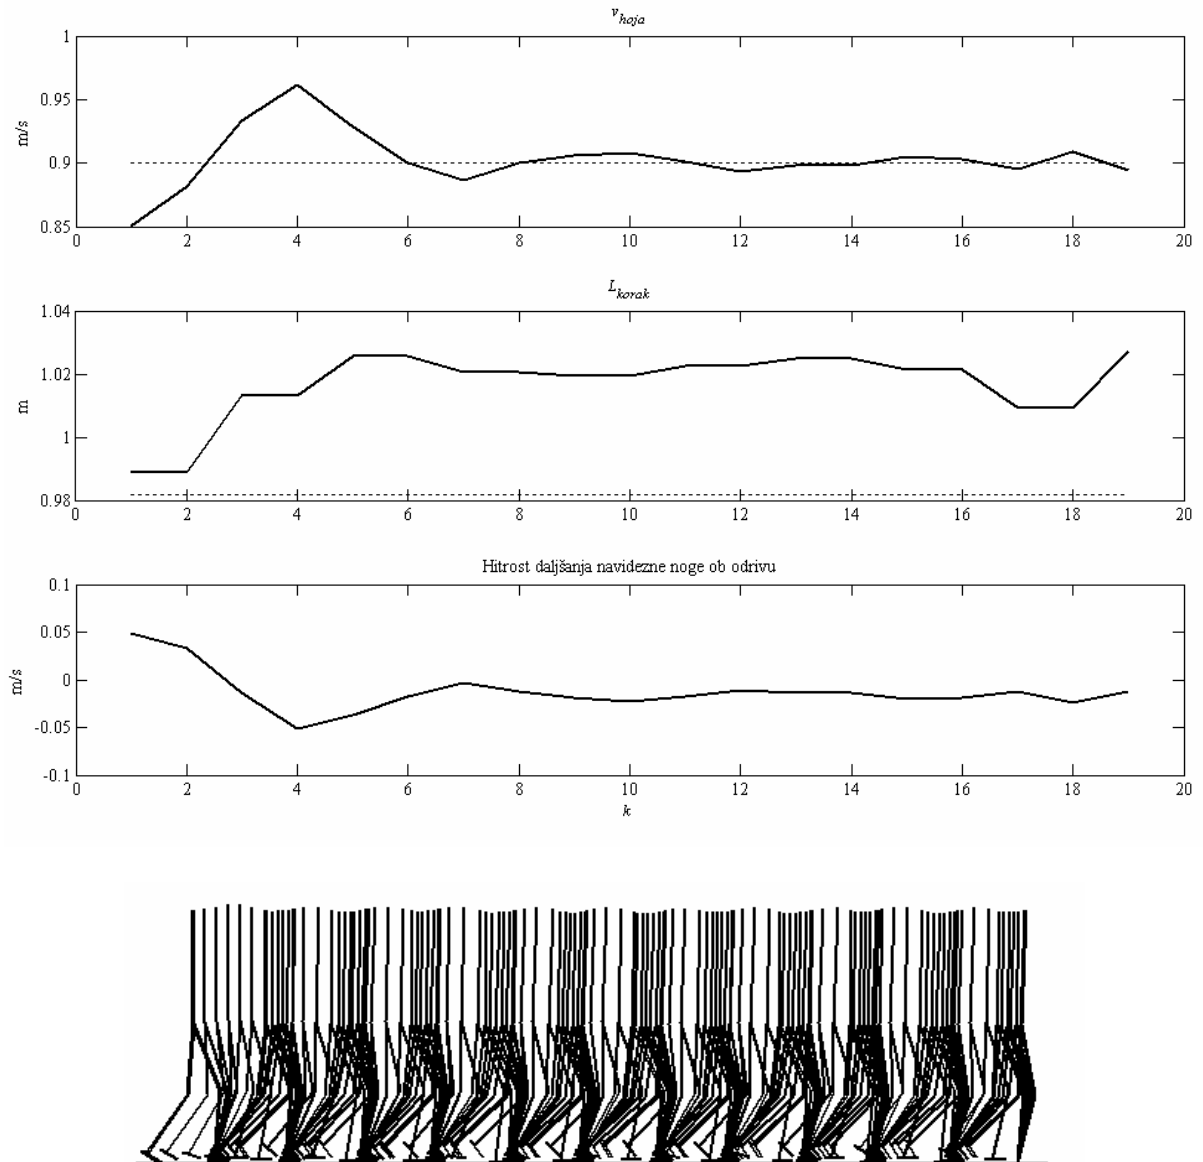 v_hoja
1
0.95
m/s
0.9
0.85
0 2 4 6 8 10 12 14 16 18 20
L_korak
1.04
1.02
m
1
0.98
0 2 4 6 8 10 12 14 16 18 20
Hitrost daljšanja navidezne noge ob odrivu
0.1
0.05
m/s
0
-0.05
-0.1
0 2 4 6 8 10 12 14 16 18 20
k